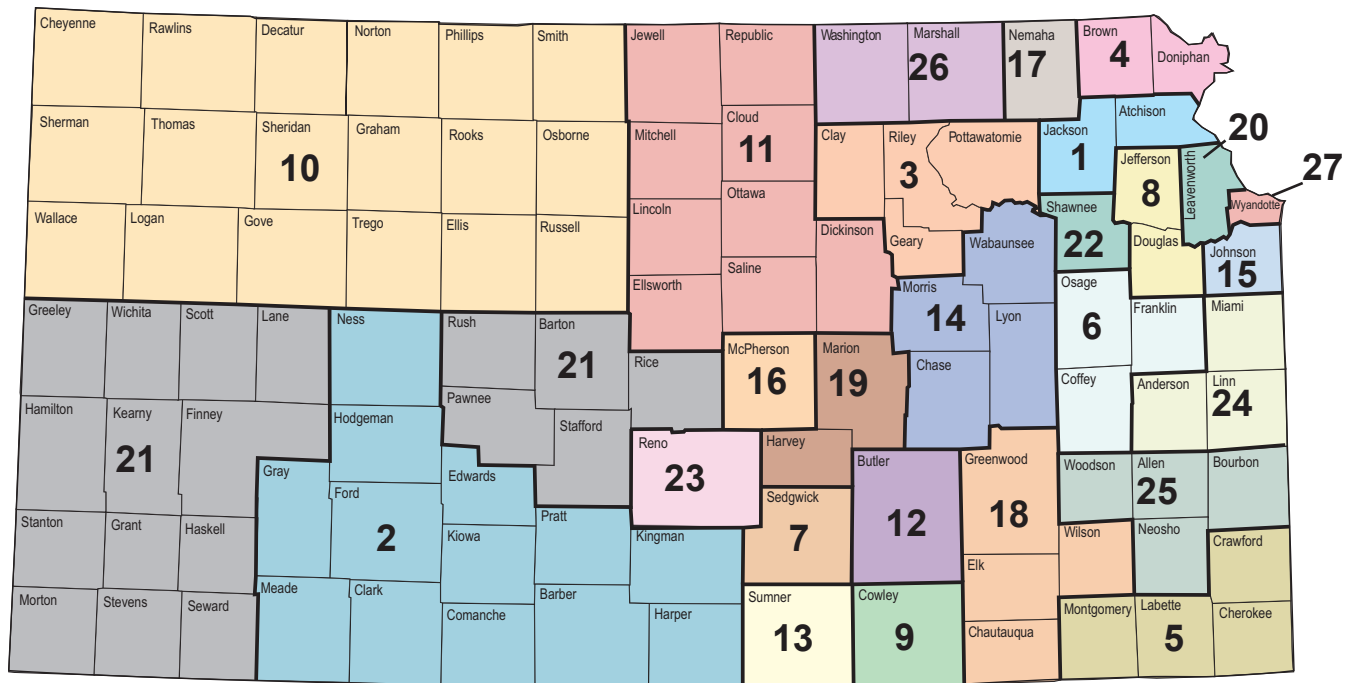 Cheyenne
Rawlins
Decatur
Norton
Phillips
Smith
Jewell
Republic
Washington
Marshall
26
Nemaha
17
Brown
4
Doniphan
Sherman
Thomas
Sheridan
10
Graham
Rooks
Osborne
Mitchell
Cloud
11
Clay
Riley
3
Pottawatomie
Jackson
1
Atchison
20
Jefferson
8
Leavenworth
27
Wyandotte
Wallace
Logan
Gove
Trego
Ellis
Russell
Lincoln
Ottawa
Dickinson
Geary
Wabaunsee
Shawnee
22
Douglas
Johnson
15
Ellsworth
Saline
Morris
14
Lyon
Osage
6
Franklin
Miami
Greeley
Wichita
Scott
Lane
Ness
Rush
Barton
21
Rice
McPherson
16
Marion
19
Chase
Coffey
Anderson
Linn
24
Hamilton
Kearny
21
Finney
Hodgeman
Pawnee
Stafford
Reno
23
Harvey
Butler
12
Greenwood
18
Woodson
Allen
25
Bourbon
Gray
Ford
2
Edwards
Sedgwick
7
Stanton
Grant
Haskell
Kiowa
Pratt
Kingman
Elk
Wilson
Neosho
Crawford
Morton
Stevens
Seward
Meade
Clark
Comanche
Barber
Harper
Sumner
13
Cowley
9
Chautauqua
Montgomery
Labette
5
Cherokee